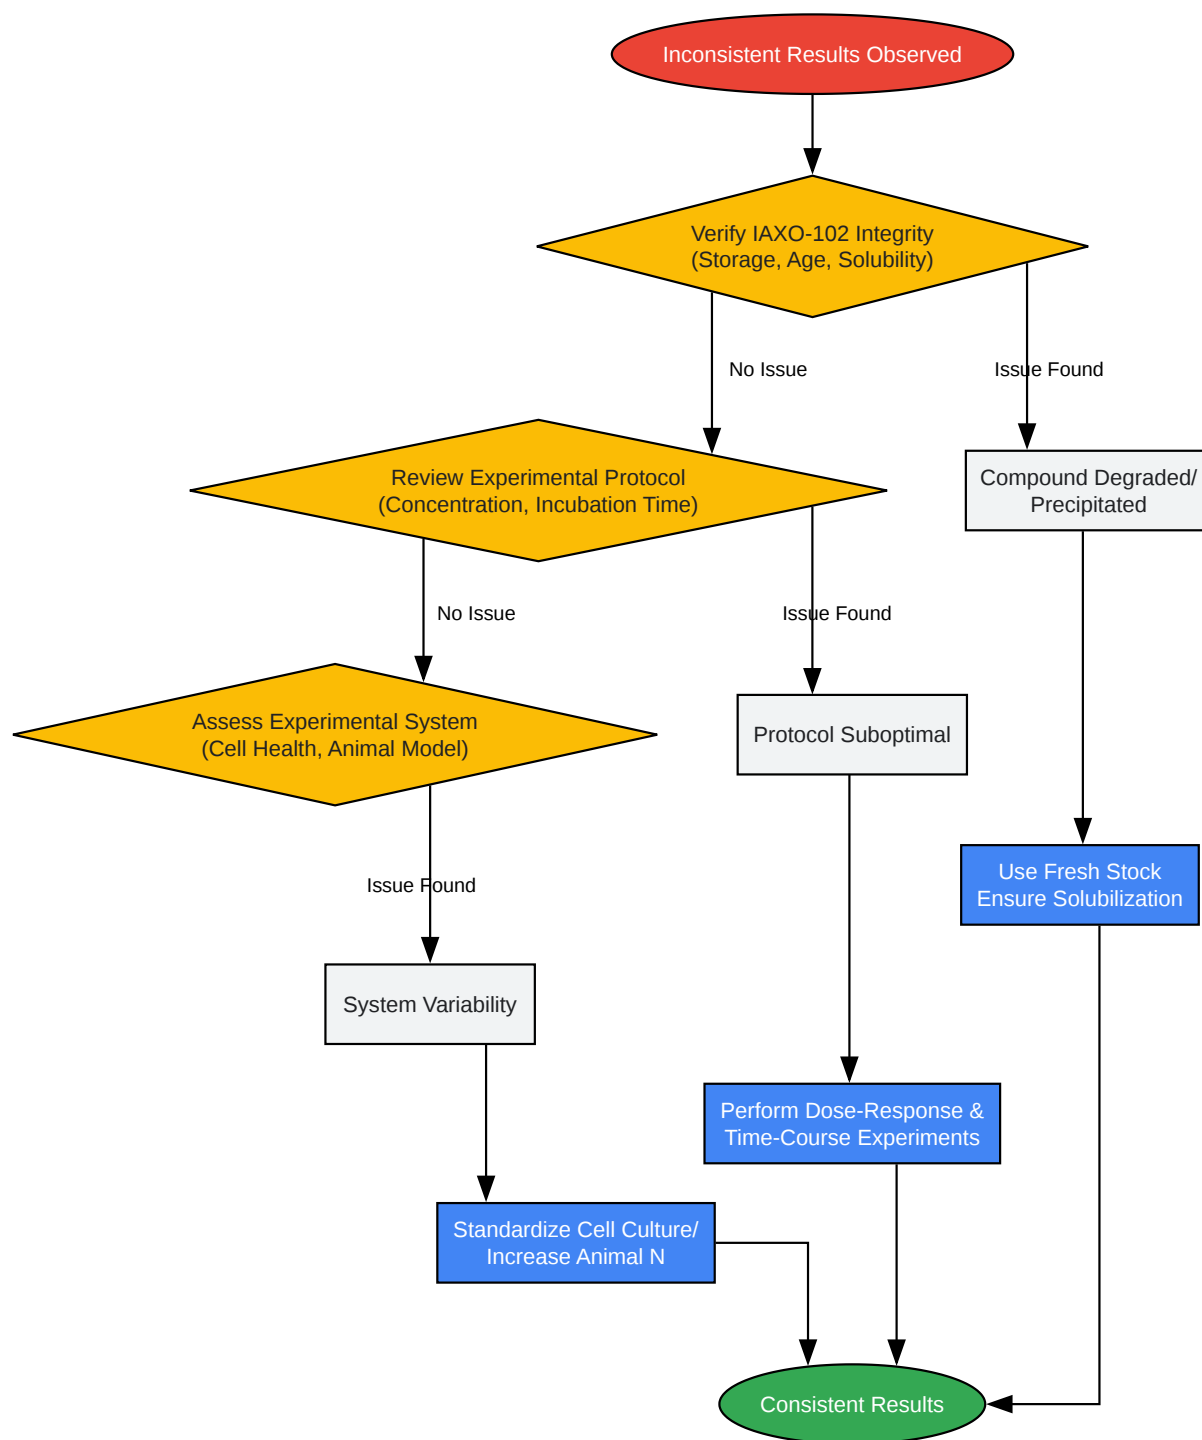 Inconsistent Results Observed
Verify IAXO-102 Integrity
(Storage, Age, Solubility)
No Issue
Issue Found
Review Experimental Protocol
(Concentration, Incubation Time)
Compound Degraded/
Precipitated
No Issue
Issue Found
Assess Experimental System
(Cell Health, Animal Model)
Protocol Suboptimal
Issue Found
Use Fresh Stock
Ensure Solubilization
System Variability
Perform Dose-Response &
Time-Course Experiments
Standardize Cell Culture/
Increase Animal N
Consistent Results